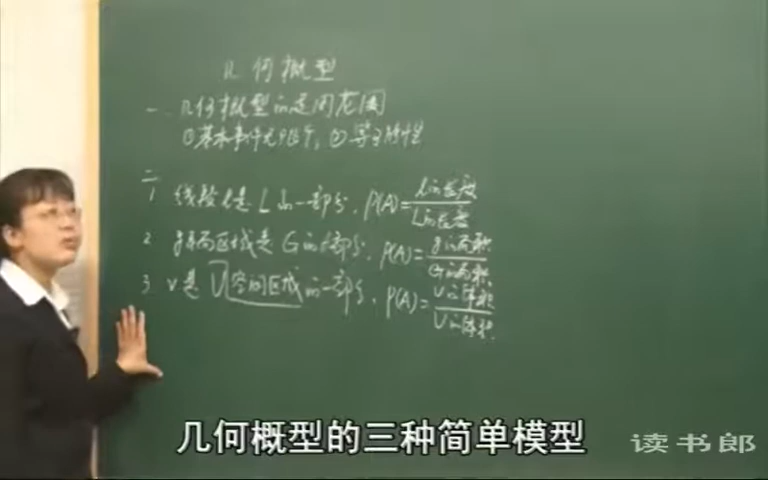 几何概型
一、几何概型的适用范围
①基本事件无限个，②等可能性
二、
1 线段l是L的一部分，P(A)=l的长度/L的长度
2 g平面区域是G的一部分，P(A)=g的面积/G的面积
3 v是V空间区域的一部分，P(A)=v的体积/V的体积
几何概型的三种简单模型
读书郎